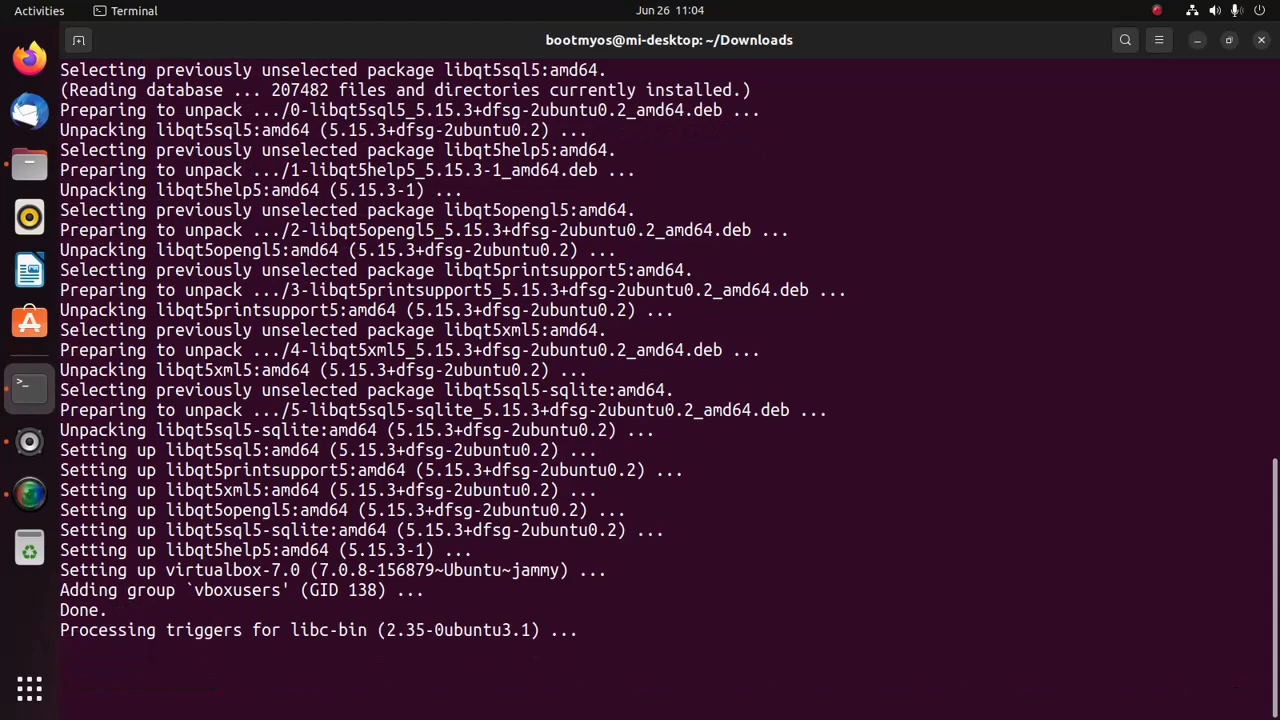 Activities
Terminal
Jun 26 11:04
bootmyos@mi-desktop: ~/Downloads
Selecting previously unselected package libqt5sql5:amd64.
(Reading database ... 207482 files and directories currently installed.)
Preparing to unpack .../0-libqt5sql5_5.15.3+dfsg-2ubuntu0.2_amd64.deb ...
Unpacking libqt5sql5:amd64 (5.15.3+dfsg-2ubuntu0.2) ...
Selecting previously unselected package libqt5help5:amd64.
Preparing to unpack .../1-libqt5help5_5.15.3-1_amd64.deb ...
Unpacking libqt5help5:amd64 (5.15.3-1) ...
Selecting previously unselected package libqt5opengl5:amd64.
Preparing to unpack .../2-libqt5opengl5_5.15.3+dfsg-2ubuntu0.2_amd64.deb ...
Unpacking libqt5opengl5:amd64 (5.15.3+dfsg-2ubuntu0.2) ...
Selecting previously unselected package libqt5printsupport5:amd64.
Preparing to unpack .../3-libqt5printsupport5_5.15.3+dfsg-2ubuntu0.2_amd64.deb ...
Unpacking libqt5printsupport5:amd64 (5.15.3+dfsg-2ubuntu0.2) ...
Selecting previously unselected package libqt5xml5:amd64.
Preparing to unpack .../4-libqt5xml5_5.15.3+dfsg-2ubuntu0.2_amd64.deb ...
Unpacking libqt5xml5:amd64 (5.15.3+dfsg-2ubuntu0.2) ...
Selecting previously unselected package libqt5sql5-sqlite:amd64.
Preparing to unpack .../5-libqt5sql5-sqlite_5.15.3+dfsg-2ubuntu0.2_amd64.deb ...
Unpacking libqt5sql5-sqlite:amd64 (5.15.3+dfsg-2ubuntu0.2) ...
Setting up libqt5sql5:amd64 (5.15.3+dfsg-2ubuntu0.2) ...
Setting up libqt5printsupport5:amd64 (5.15.3+dfsg-2ubuntu0.2) ...
Setting up libqt5xml5:amd64 (5.15.3+dfsg-2ubuntu0.2) ...
Setting up libqt5opengl5:amd64 (5.15.3+dfsg-2ubuntu0.2) ...
Setting up libqt5sql5-sqlite:amd64 (5.15.3+dfsg-2ubuntu0.2) ...
Setting up libqt5help5:amd64 (5.15.3-1) ...
Setting up virtualbox-7.0 (7.0.8-156879~Ubuntu~jammy) ...
Adding group `vboxusers' (GID 138) ...
Done.
Processing triggers for libc-bin (2.35-0ubuntu3.1) ...